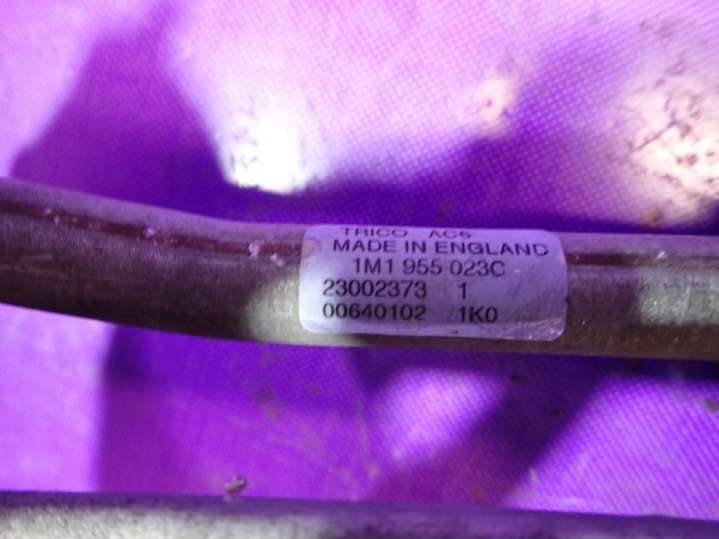 TRICO AC6
MADE IN ENGLAND
1M1 955 023C
23002373 1
00640102 1K0